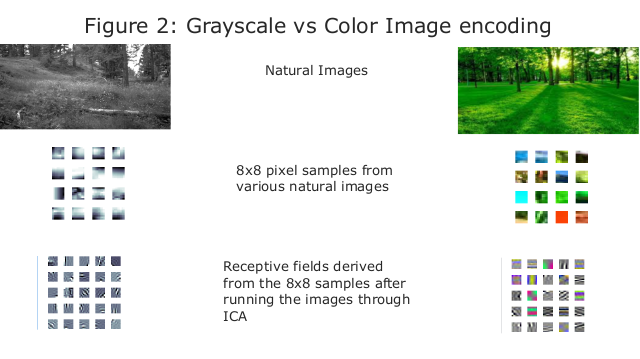 Figure 2: Grayscale vs Color Image encoding
Natural Images
8x8 pixel samples from
various natural images
Receptive fields derived
from the 8x8 samples after
running the images through
ICA